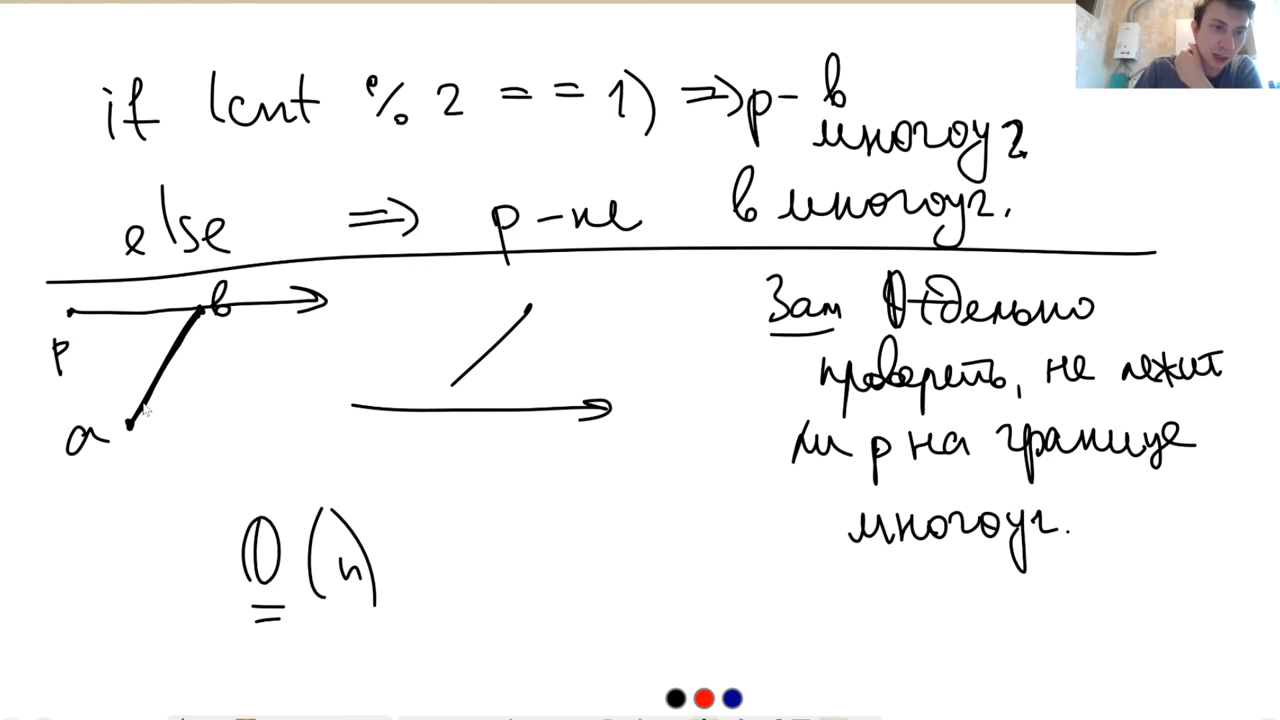 if (cnt % 2 == 1) => p - в
многоуг.
else => p - не в многоуг.
p b
a
Зам Отдельно
проверить, не лежит
ли p на границе
многоуг.
O(n)